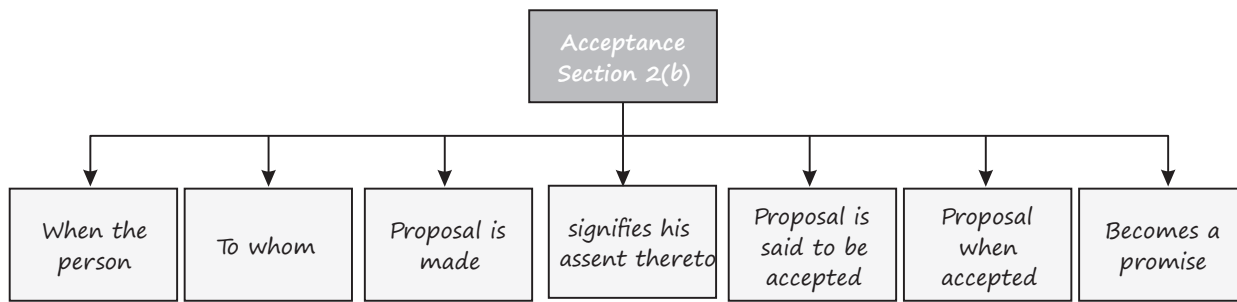 Acceptance
Section 2(b)
When the
person
To whom
Proposal is
made
signifies his
assent thereto
Proposal is
said to be
accepted
Proposal
when
accepted
Becomes a
promise